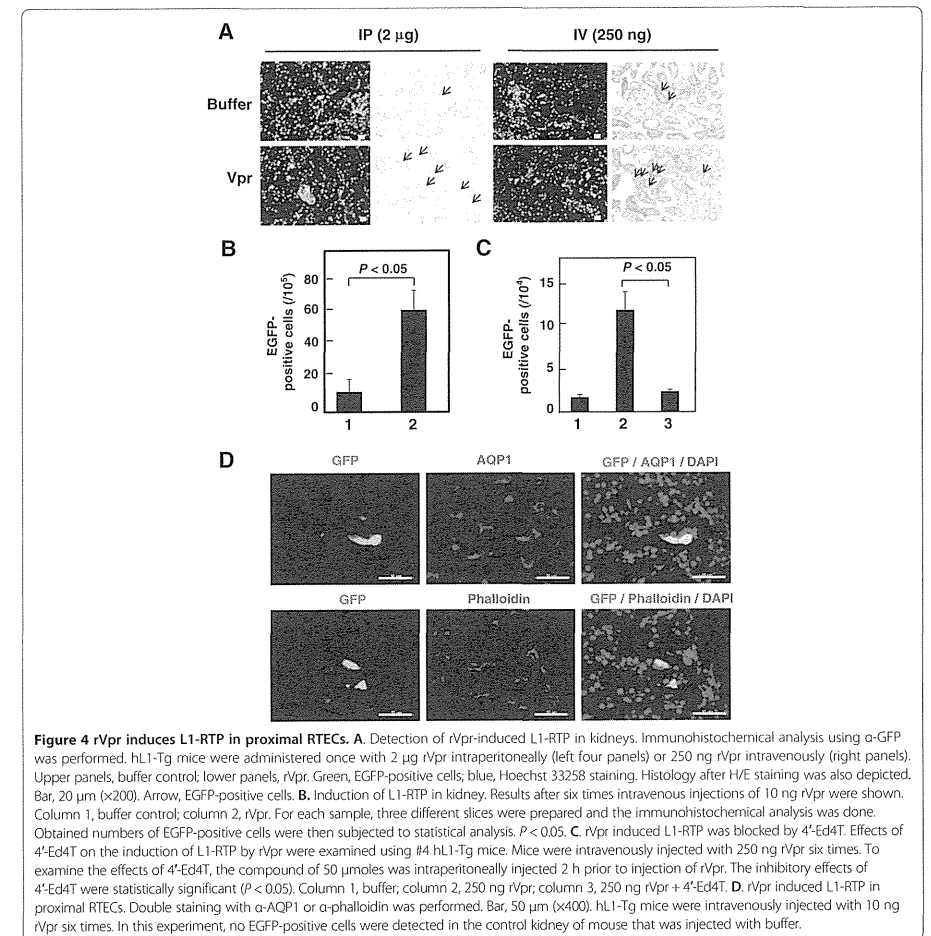 A
IP (2 µg)
IV (250 ng)
Buffer
Vpr
B
C
P < 0.05
P < 0.05
EGFP-
positive cells (/10⁵)
80
60
40
20
0
1 2
EGFP-
positive cells (/10⁴)
15
10
5
0
1 2 3
D
GFP AQP1 GFP / AQP1 / DAPI
GFP Phalloidin GFP / Phalloidin / DAPI
Figure 4 rVpr induces L1-RTP in proximal RTECs. A. Detection of rVpr-induced L1-RTP in kidneys. Immunohistochemical analysis using α-GFP
was performed. hL1-Tg mice were administered once with 2 µg rVpr intraperitoneally (left four panels) or 250 ng rVpr intravenously (right panels).
Upper panels, buffer control; lower panels, rVpr. Green, EGFP-positive cells; blue, Hoechst 33258 staining. Histology after H/E staining was also depicted.
Bar, 20 µm (×200). Arrow, EGFP-positive cells. B. Induction of L1-RTP in kidney. Results after six times intravenous injections of 10 ng rVpr were shown.
Column 1, buffer control; column 2, rVpr. For each sample, three different slices were prepared and the immunohistochemical analysis was done.
Obtained numbers of EGFP-positive cells were then subjected to statistical analysis. P < 0.05. C. rVpr induced L1-RTP was blocked by 4′-Ed4T. Effects of
4′-Ed4T on the induction of L1-RTP by rVpr were examined using #4 hL1-Tg mice. Mice were intravenously injected with 250 ng rVpr six times. To
examine the effects of 4′-Ed4T, the compound of 50 µmoles was intraperitoneally injected 2 h prior to injection of rVpr. The inhibitory effects of
4′-Ed4T were statistically significant (P < 0.05). Column 1, buffer; column 2, 250 ng rVpr; column 3, 250 ng rVpr + 4′-Ed4T. D. rVpr induced L1-RTP in
proximal RTECs. Double staining with α-AQP1 or α-phalloidin was performed. Bar, 50 µm (×400). hL1-Tg mice were intravenously injected with 10 ng
rVpr six times. In this experiment, no EGFP-positive cells were detected in the control kidney of mouse that was injected with buffer.